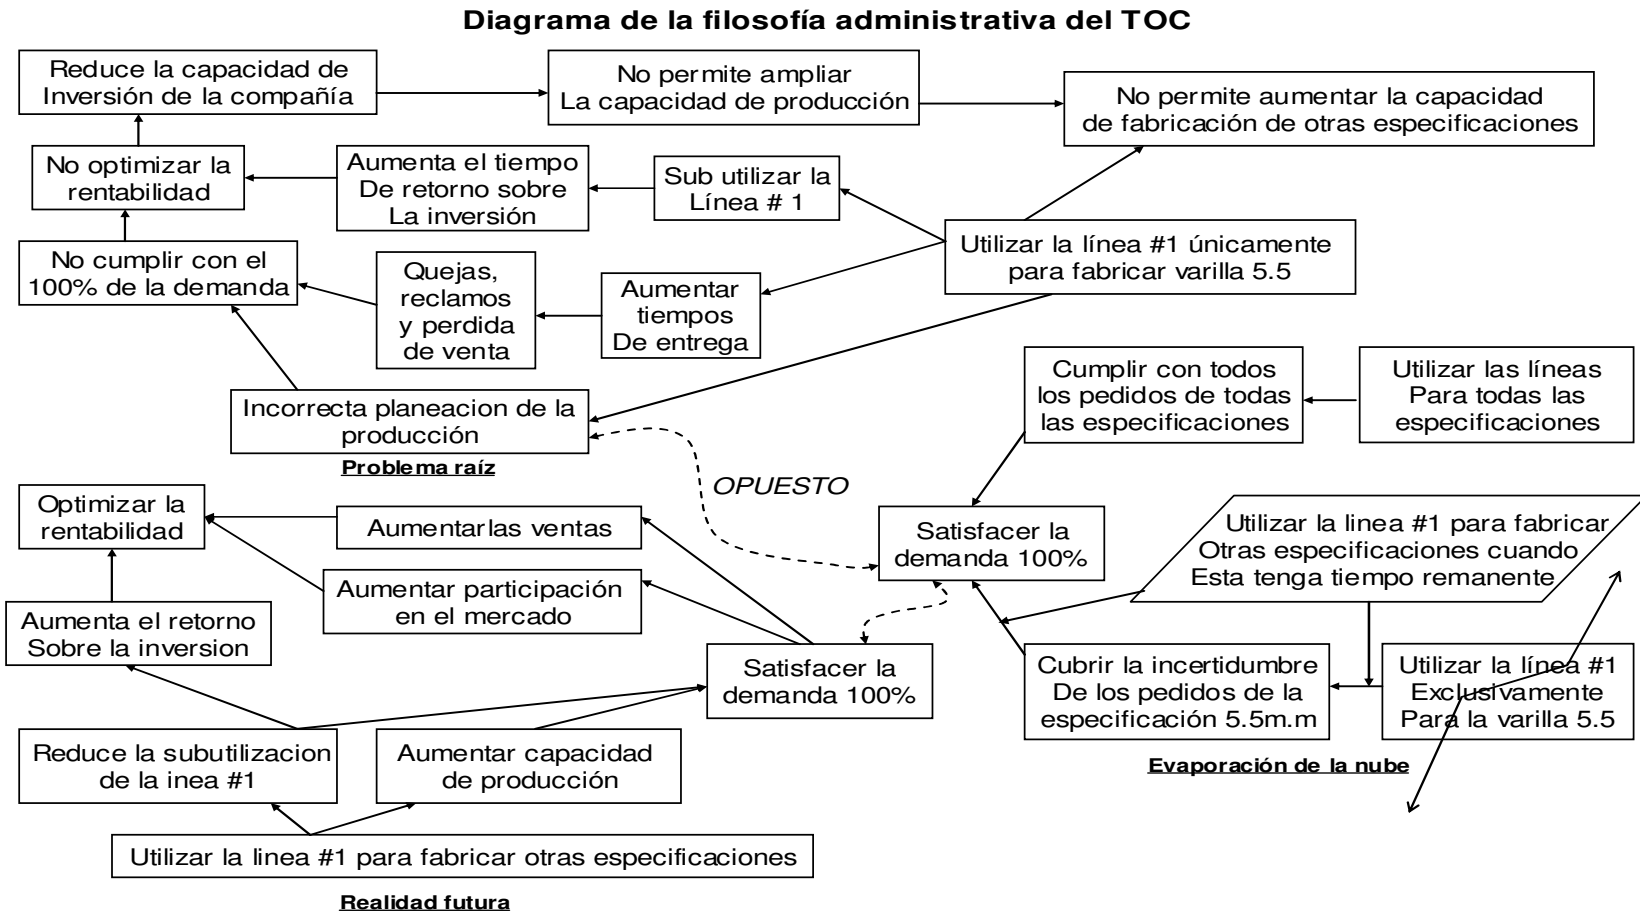 Diagrama de la filosofía administrativa del TOC
Reduce la capacidad de
Inversión de la compañía
No permite ampliar
La capacidad de producción
No permite aumentar la capacidad
de fabricación de otras especificaciones
No optimizar la
rentabilidad
Aumenta el tiempo
De retorno sobre
La inversión
Sub utilizar la
Línea # 1
Utilizar la línea #1 únicamente
para fabricar varilla 5.5
No cumplir con el
100% de la demanda
Quejas,
reclamos
y perdida
de venta
Aumentar
tiempos
De entrega
Incorrecta planeacion de la
producción
Problema raíz
Cumplir con todos
los pedidos de todas
las especificaciones
Utilizar las líneas
Para todas las
especificaciones
OPUESTO
Optimizar la
rentabilidad
Aumentar las ventas
Satisfacer la
demanda 100%
Utilizar la linea #1 para fabricar
Otras especificaciones cuando
Esta tenga tiempo remanente
Aumentar participación
en el mercado
Aumenta el retorno
Sobre la inversion
Satisfacer la
demanda 100%
Cubrir la incertidumbre
De los pedidos de la
especificación 5.5m.m
Utilizar la línea #1
Exclusivamente
Para la varilla 5.5
Evaporación de la nube
Reduce la subutilizacion
de la inea #1
Aumentar capacidad
de producción
Utilizar la linea #1 para fabricar otras especificaciones
Realidad futura